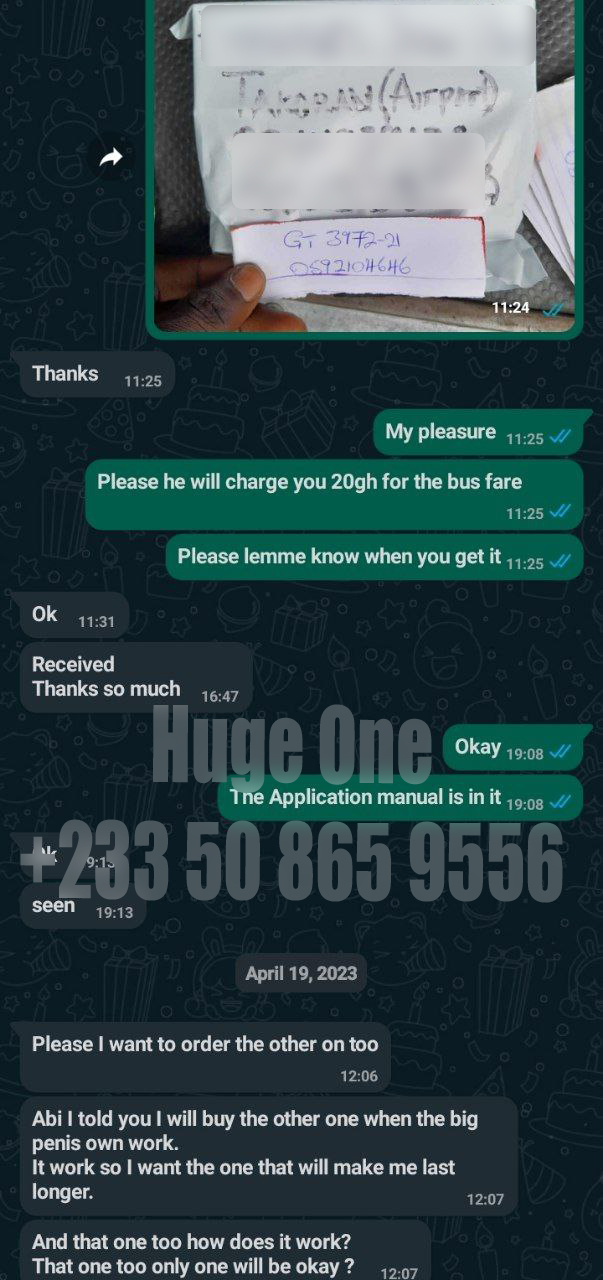 TAKORADI (Airport)
GT 3972-21
0592104646
11:24
Thanks 11:25
My pleasure 11:25
Please he will charge you 20gh for the bus fare
11:25
Please lemme know when you get it 11:25
Ok 11:31
Received
Thanks so much 16:47
Huge One
Okay 19:08
The Application manual is in it 19:08
+233 50 865 9556
seen 19:13
April 19, 2023
Please I want to order the other on too
12:06
Abi I told you I will buy the other one when the big
penis own work.
It work so I want the one that will make me last
longer.
12:07
And that one too how does it work?
That one too only one will be okay ? 12:07